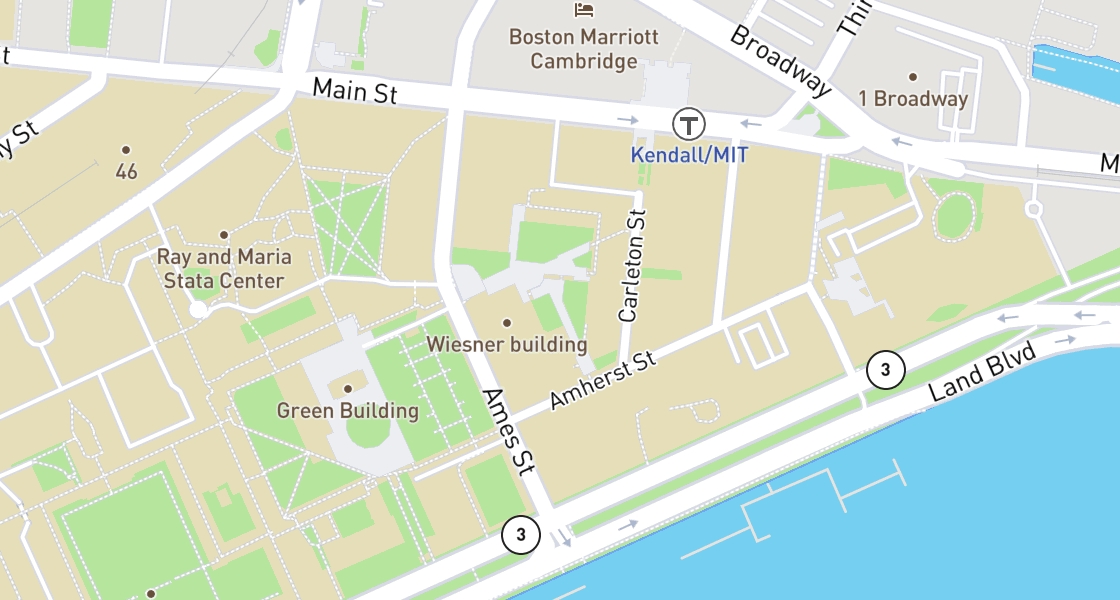 Boston Marriott
Cambridge
Broadway
Main St
1 Broadway
T
Kendall/MIT
46
Ray and Maria
Stata Center
Carleton St
Wiesner building
Amherst St
Green Building
Ames St
3
Land Blvd
3